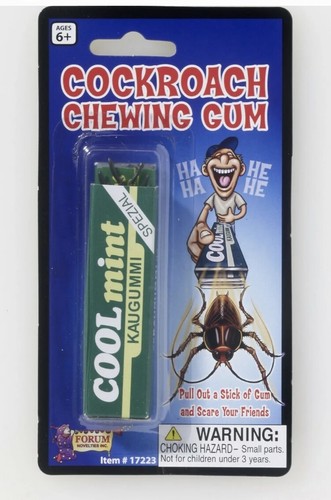 AGES
6+
COCKROACH
CHEWING GUM
HA HE
HA HE
COOL mint
SPEZIAL
KAUGUMMI
COOL mint
Pull Out a Stick of Gum
and Scare Your Friends
FORUM
NOVELTIES INC.
Item # 17223
WARNING:
CHOKING HAZARD– Small parts.
Not for children under 3 years.